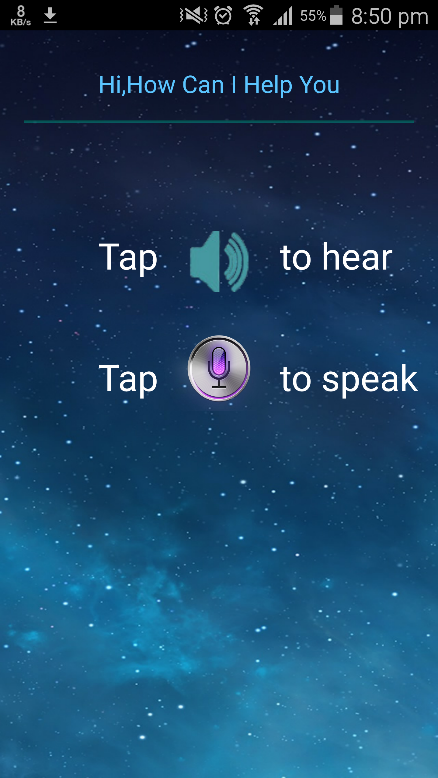 8
KB/s
55%
8:50 pm
Hi,How Can I Help You
Tap to hear
Tap to speak